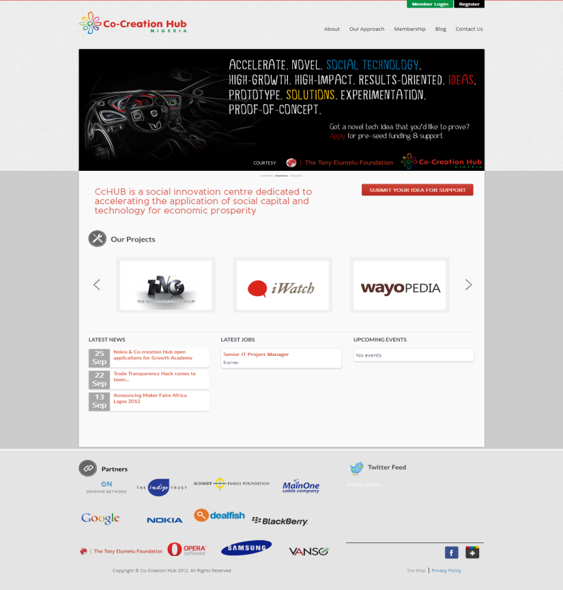 Member Login Register
Co-Creation Hub
NIGERIA
About Our Approach Membership Blog Contact Us
ACCELERATE. NOVEL. SOCIAL TECHNOLOGY.
HIGH-GROWTH. HIGH-IMPACT. RESULTS-ORIENTED. IDEAS.
PROTOTYPE. SOLUTIONS. EXPERIMENTATION.
PROOF-OF-CONCEPT.
Got a novel tech idea that you'd like to prove?
Apply for pre-seed funding & support
COURTESY: The Tony Elumelu Foundation Co-Creation Hub
NIGERIA
CcHUB is a social innovation centre dedicated to
accelerating the application of social capital and
technology for economic prosperity
SUBMIT YOUR IDEA FOR SUPPORT
Our Projects
TNG
iWatch
wayoPEDIA
LATEST NEWS
25
Sep
Nokia & Co-creation Hub open
applications for Growth Academy
22
Sep
Trade Transparency Hack comes to
town...
13
Sep
Announcing Maker Faire Africa
Lagos 2012
LATEST JOBS
Senior IT Project Manager
Expired
UPCOMING EVENTS
No events
Partners
ON
OMIDYAR NETWORK
THE indigo TRUST
SCHMIDT FAMILY FOUNDATION
MainOne
cable company
Google
NOKIA
dealfish
BlackBerry
The Tony Elumelu Foundation
OPERA
software
SAMSUNG
VANSO
Twitter Feed
Copyright © Co-Creation Hub 2012. All Rights Reserved
Site Map | Privacy Policy